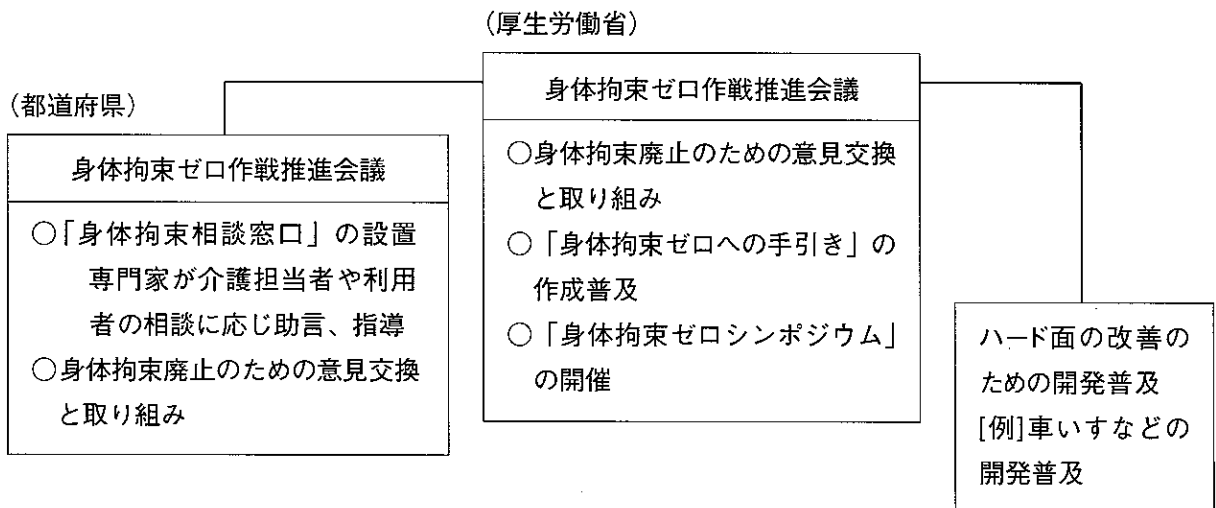 (厚生労働省)
身体拘束ゼロ作戦推進会議
○身体拘束廃止のための意見交換
と取り組み
○「身体拘束ゼロへの手引き」の
作成普及
○「身体拘束ゼロシンポジウム」
の開催
(都道府県)
身体拘束ゼロ作戦推進会議
○「身体拘束相談窓口」の設置
専門家が介護担当者や利用
者の相談に応じ助言、指導
○身体拘束廃止のための意見交換
と取り組み
ハード面の改善の
ための開発普及
[例]車いすなどの
開発普及